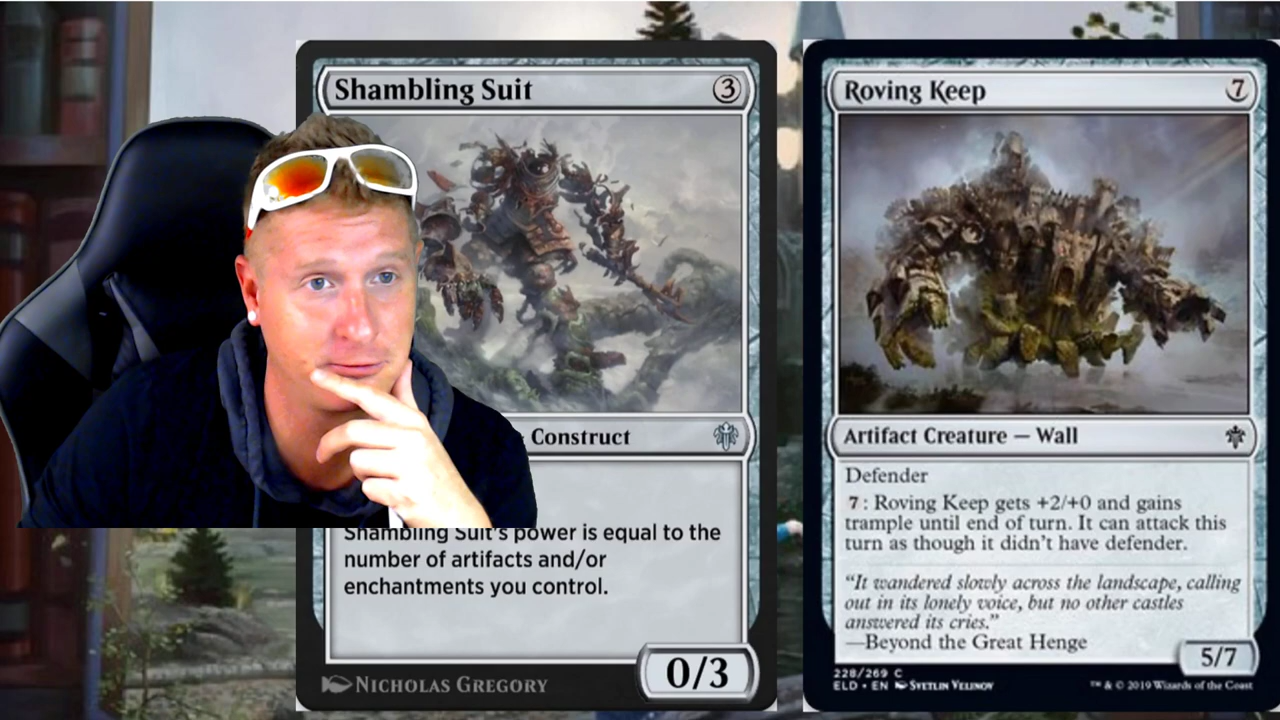 Shambling Suit 3
Construct
Shambling Suit's power is equal to the
number of artifacts and/or
enchantments you control.
0/3
NICHOLAS GREGORY
Roving Keep 7
Artifact Creature — Wall
Defender
7: Roving Keep gets +2/+0 and gains
trample until end of turn. It can attack this
turn as though it didn't have defender.
"It wandered slowly across the landscape, calling
out in its lonely voice, but no other castles
answered its cries."
—Beyond the Great Henge
5/7
228/269 C
ELD • EN SVETLIN VELINOV
™ & © 2019 Wizards of the Coast